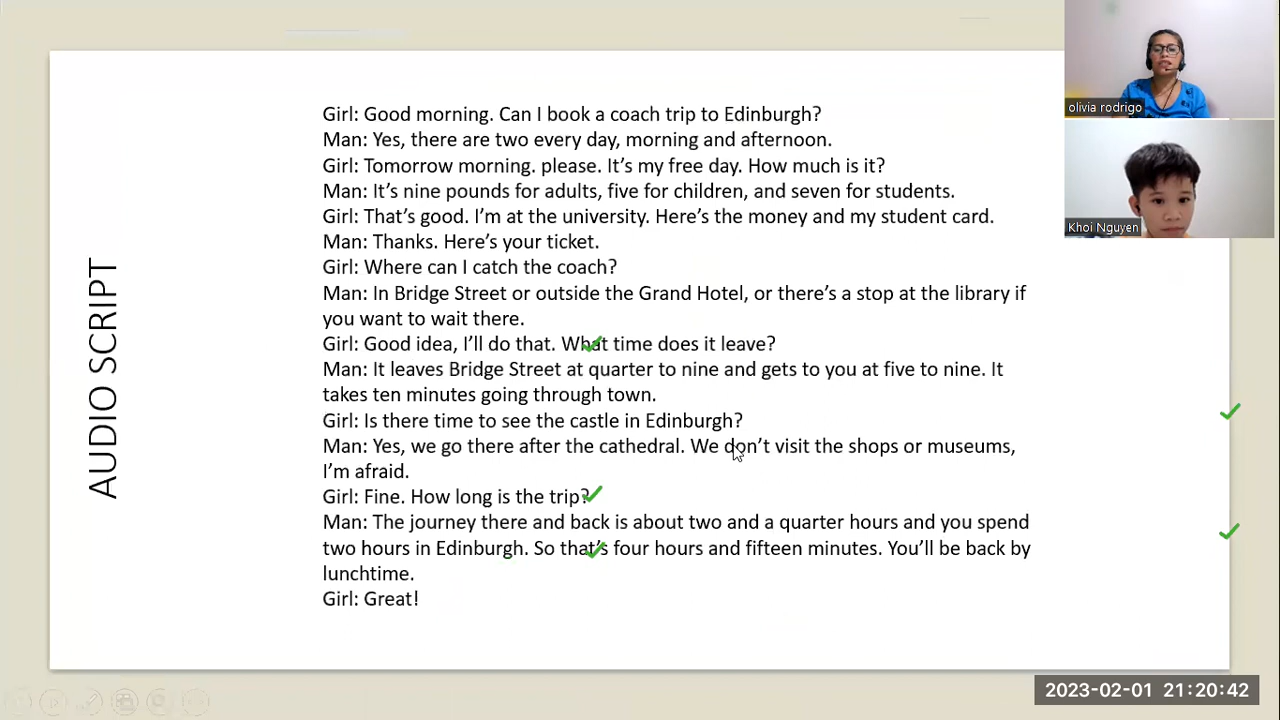 olivia rodrigo
Khoi Nguyen
AUDIO SCRIPT
Girl: Good morning. Can I book a coach trip to Edinburgh?
Man: Yes, there are two every day, morning and afternoon.
Girl: Tomorrow morning. please. It's my free day. How much is it?
Man: It's nine pounds for adults, five for children, and seven for students.
Girl: That's good. I'm at the university. Here's the money and my student card.
Man: Thanks. Here's your ticket.
Girl: Where can I catch the coach?
Man: In Bridge Street or outside the Grand Hotel, or there's a stop at the library if
you want to wait there.
Girl: Good idea, I'll do that. What time does it leave?
Man: It leaves Bridge Street at quarter to nine and gets to you at five to nine. It
takes ten minutes going through town.
Girl: Is there time to see the castle in Edinburgh?
Man: Yes, we go there after the cathedral. We don't visit the shops or museums,
I'm afraid.
Girl: Fine. How long is the trip?
Man: The journey there and back is about two and a quarter hours and you spend
two hours in Edinburgh. So that's four hours and fifteen minutes. You'll be back by
lunchtime.
Girl: Great!
2023-02-01 21:20:42